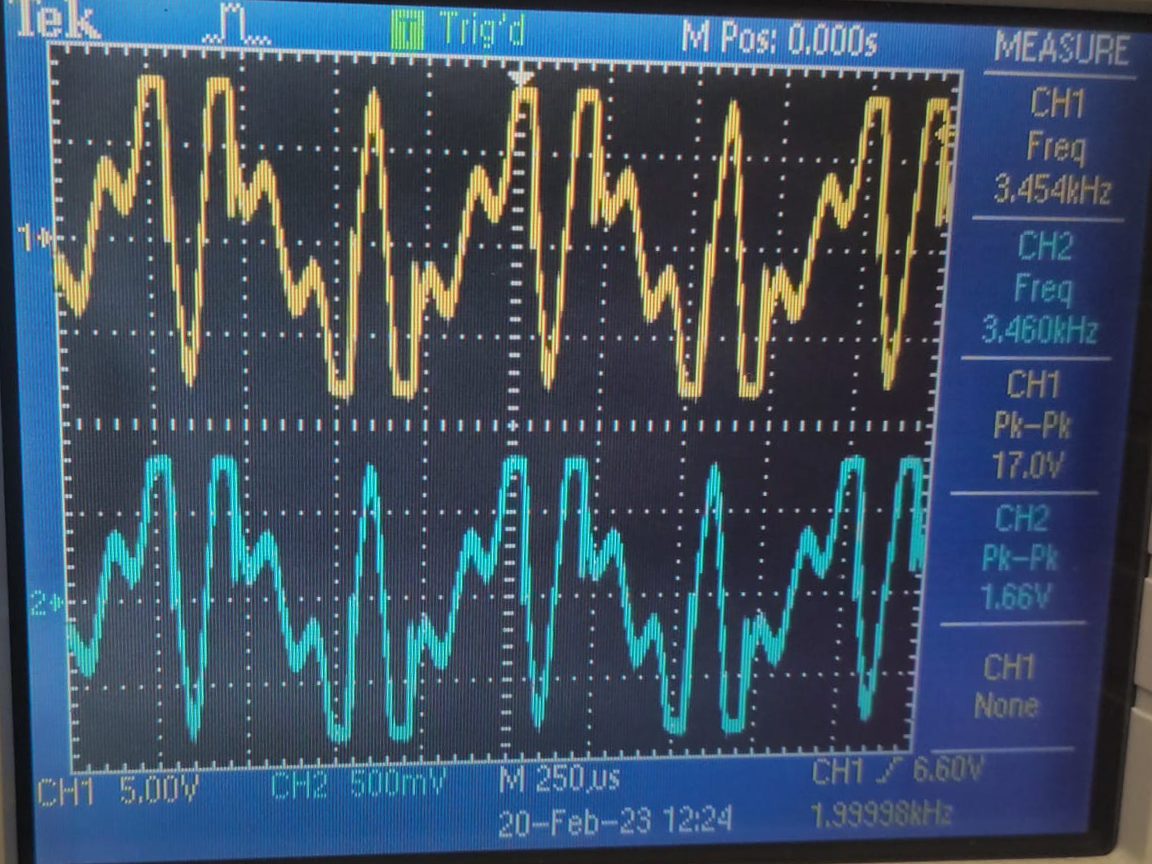 Tek T Trig'd M Pos: 0.000s MEASURE
CH1
Freq
3.454kHz
1
CH2
Freq
3.460kHz
CH1
Pk-Pk
17.0V
CH2
Pk-Pk
1.66V
2
CH1
None
CH1 5.00V CH2 500mV M 250µs CH1 6.60V
20-Feb-23 12:24 1.99998kHz